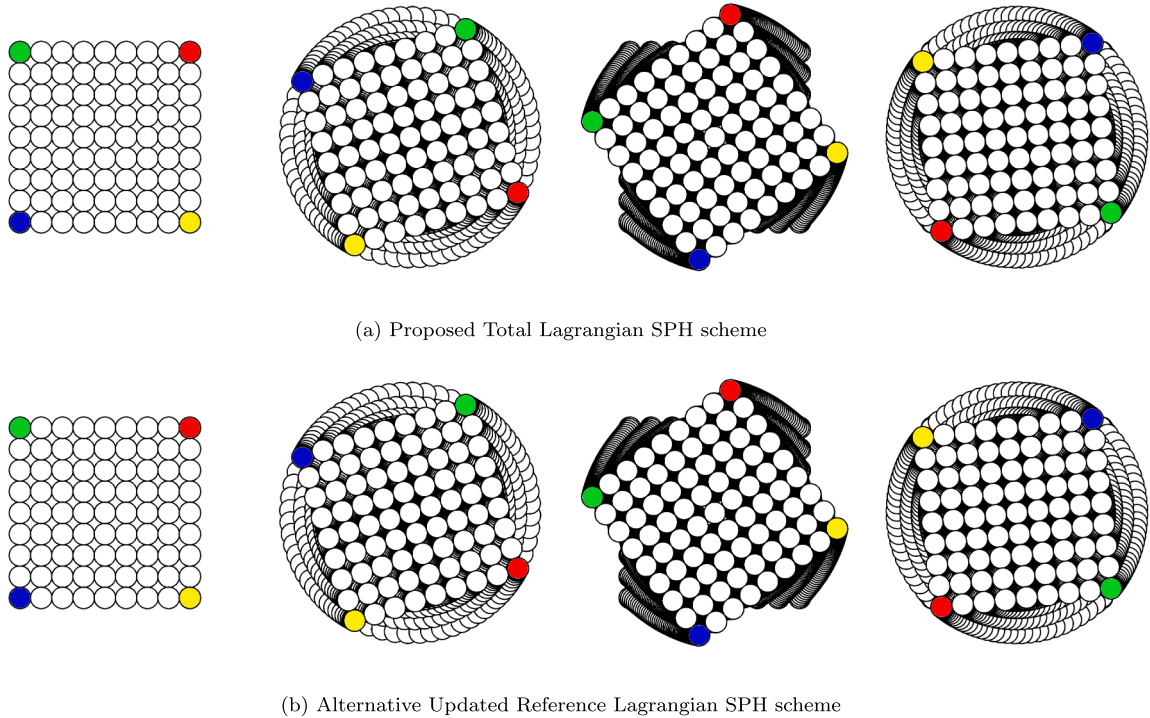 (a) Proposed Total Lagrangian SPH scheme
(b) Alternative Updated Reference Lagrangian SPH scheme